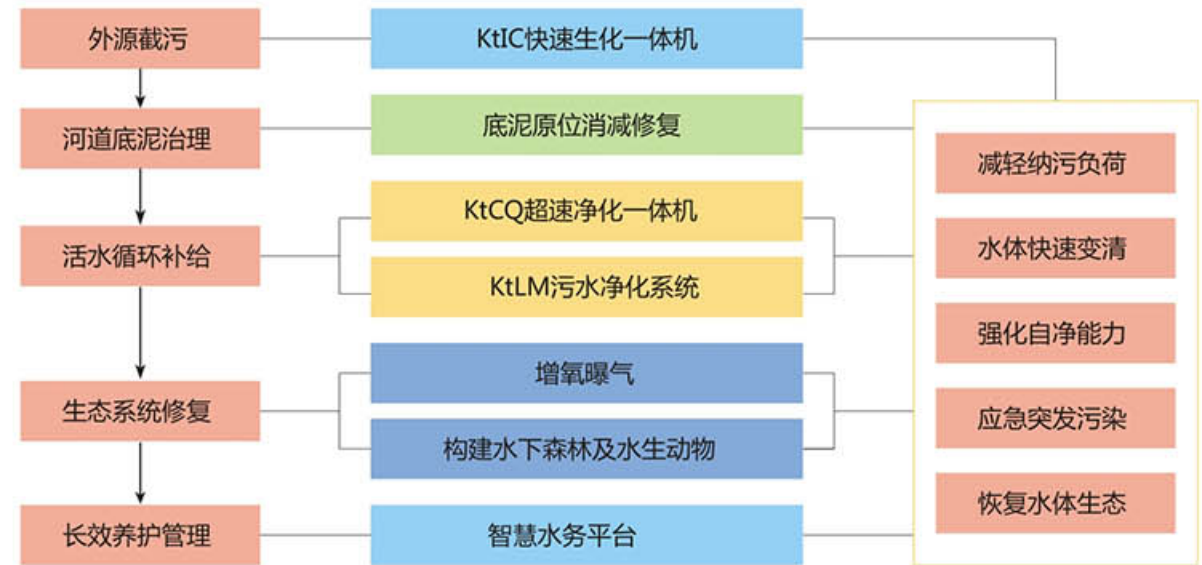 外源截污
KtIC快速生化一体机
河道底泥治理
底泥原位消减修复
减轻纳污负荷
KtCQ超速净化一体机
水体快速变清
活水循环补给
KtLM污水净化系统
强化自净能力
增氧曝气
生态系统修复
应急突发污染
构建水下森林及水生动物
恢复水体生态
长效养护管理
智慧水务平台